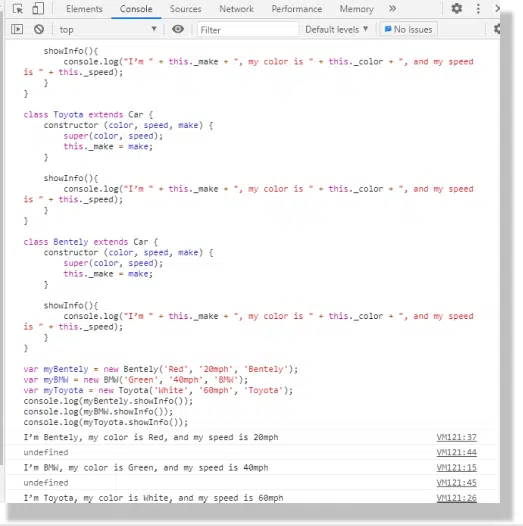 Elements Console Sources Network Performance Memory »
top Filter Default levels ▼ No Issues
showInfo(){
console.log("I'm " + this._make + ", my color is " + this._color + ", and my speed
is " + this._speed);
}
}
class Toyota extends Car {
constructor (color, speed, make) {
super(color, speed);
this._make = make;
}
showInfo(){
console.log("I'm " + this._make + ", my color is " + this._color + ", and my speed
is " + this._speed);
}
}
class Bentely extends Car {
constructor (color, speed, make) {
super(color, speed);
this._make = make;
}
showInfo(){
console.log("I'm " + this._make + ", my color is " + this._color + ", and my speed
is " + this._speed);
}
}
var myBentely = new Bentely('Red', '20mph', 'Bentely');
var myBMW = new BMW('Green', '40mph', 'BMW');
var myToyota = new Toyota('White', '60mph', 'Toyota');
console.log(myBentely.showInfo());
console.log(myBMW.showInfo());
console.log(myToyota.showInfo());
I'm Bentely, my color is Red, and my speed is 20mph VM121:37
undefined VM121:44
I'm BMW, my color is Green, and my speed is 40mph VM121:15
undefined VM121:45
I'm Toyota, my color is White, and my speed is 60mph VM121:26